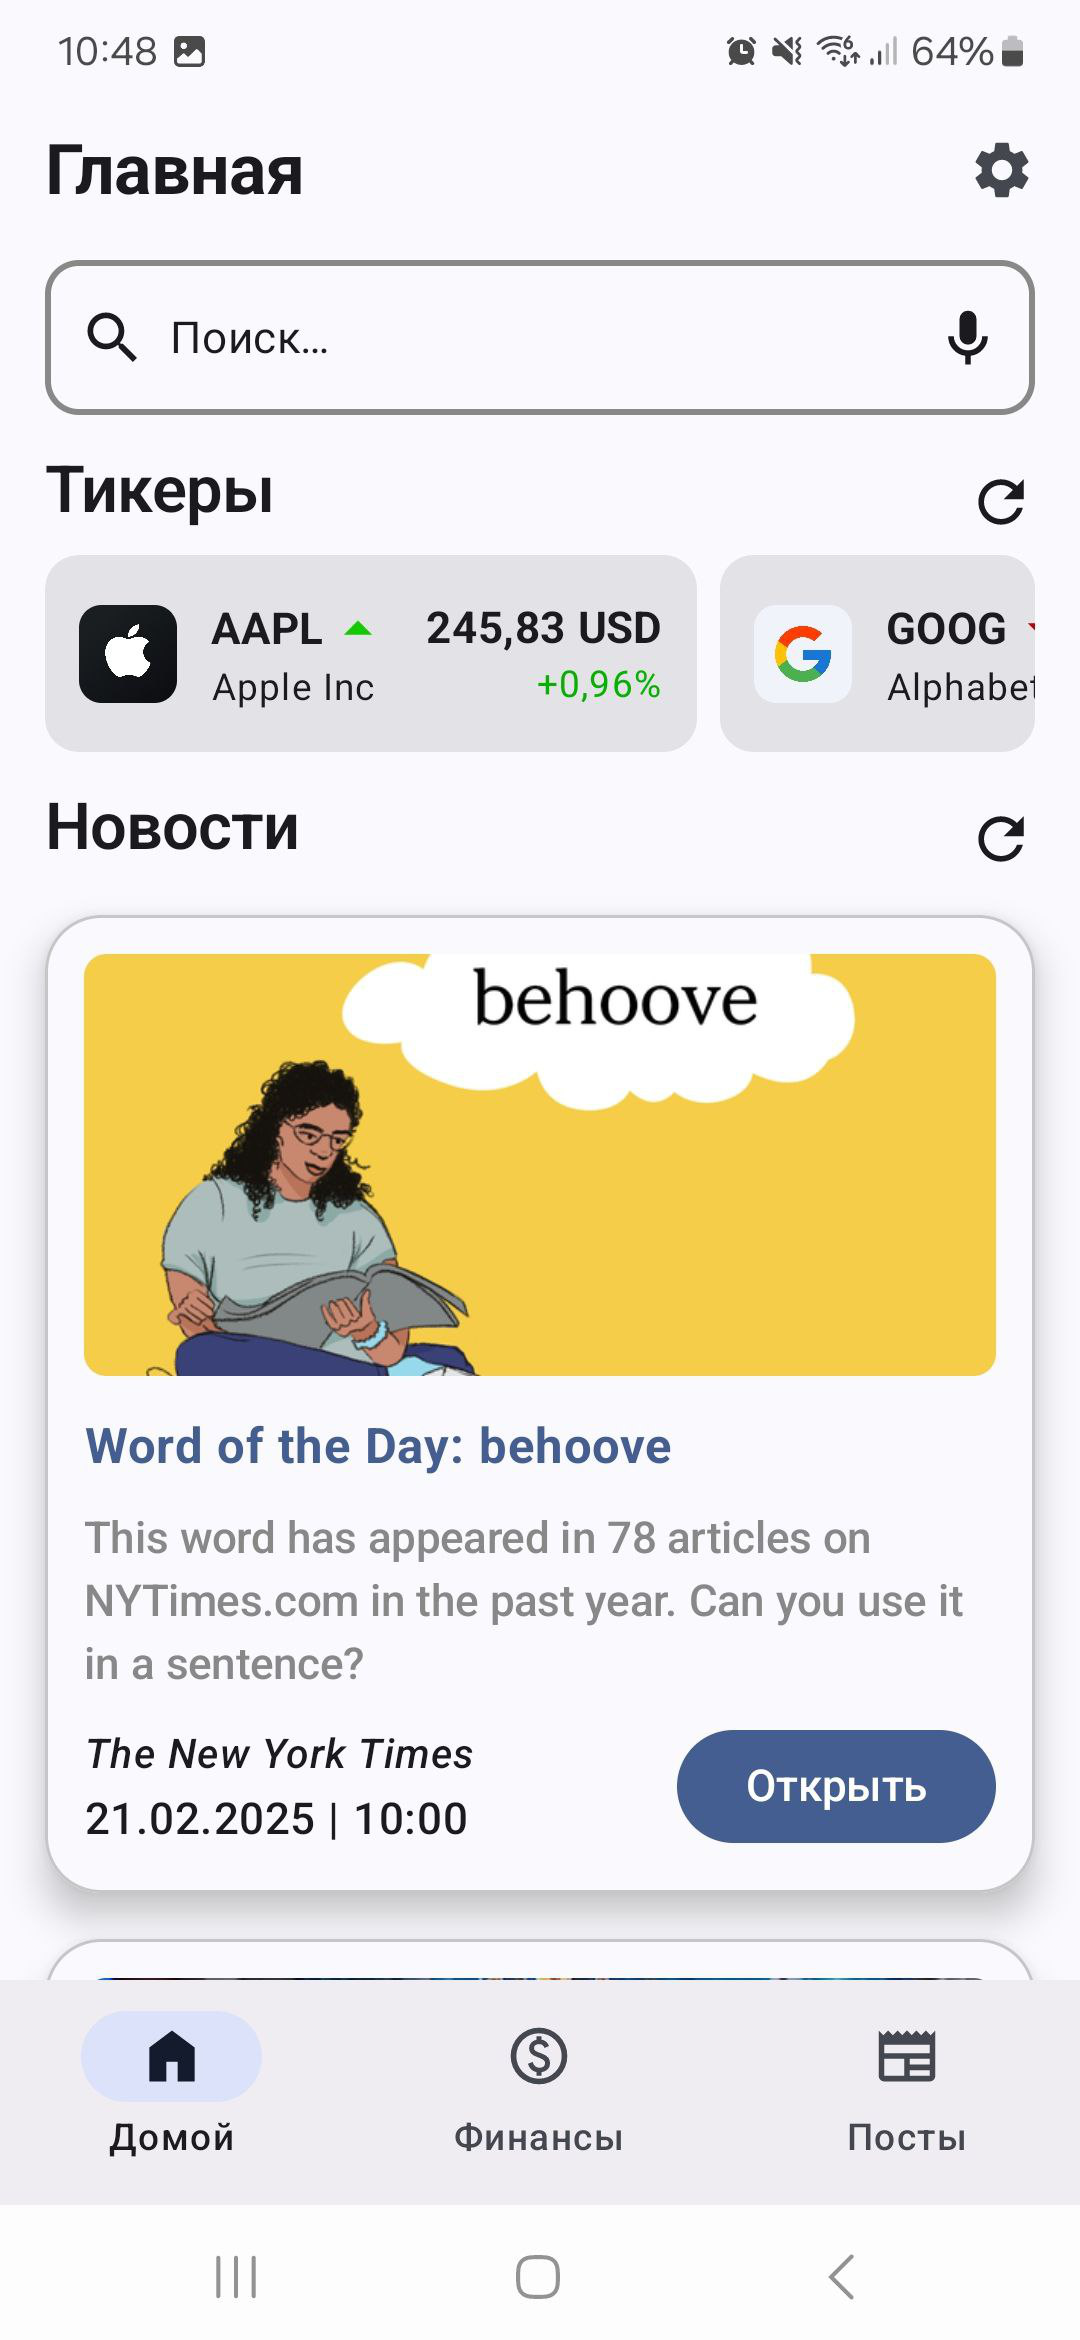 10:48 64%
Главная
Поиск...
Тикеры
AAPL 245,83 USD
Apple Inc +0,96%
GOOG
Alphabet
Новости
behoove
Word of the Day: behoove
This word has appeared in 78 articles on
NYTimes.com in the past year. Can you use it
in a sentence?
The New York Times
21.02.2025 | 10:00
Открыть
Домой Финансы Посты